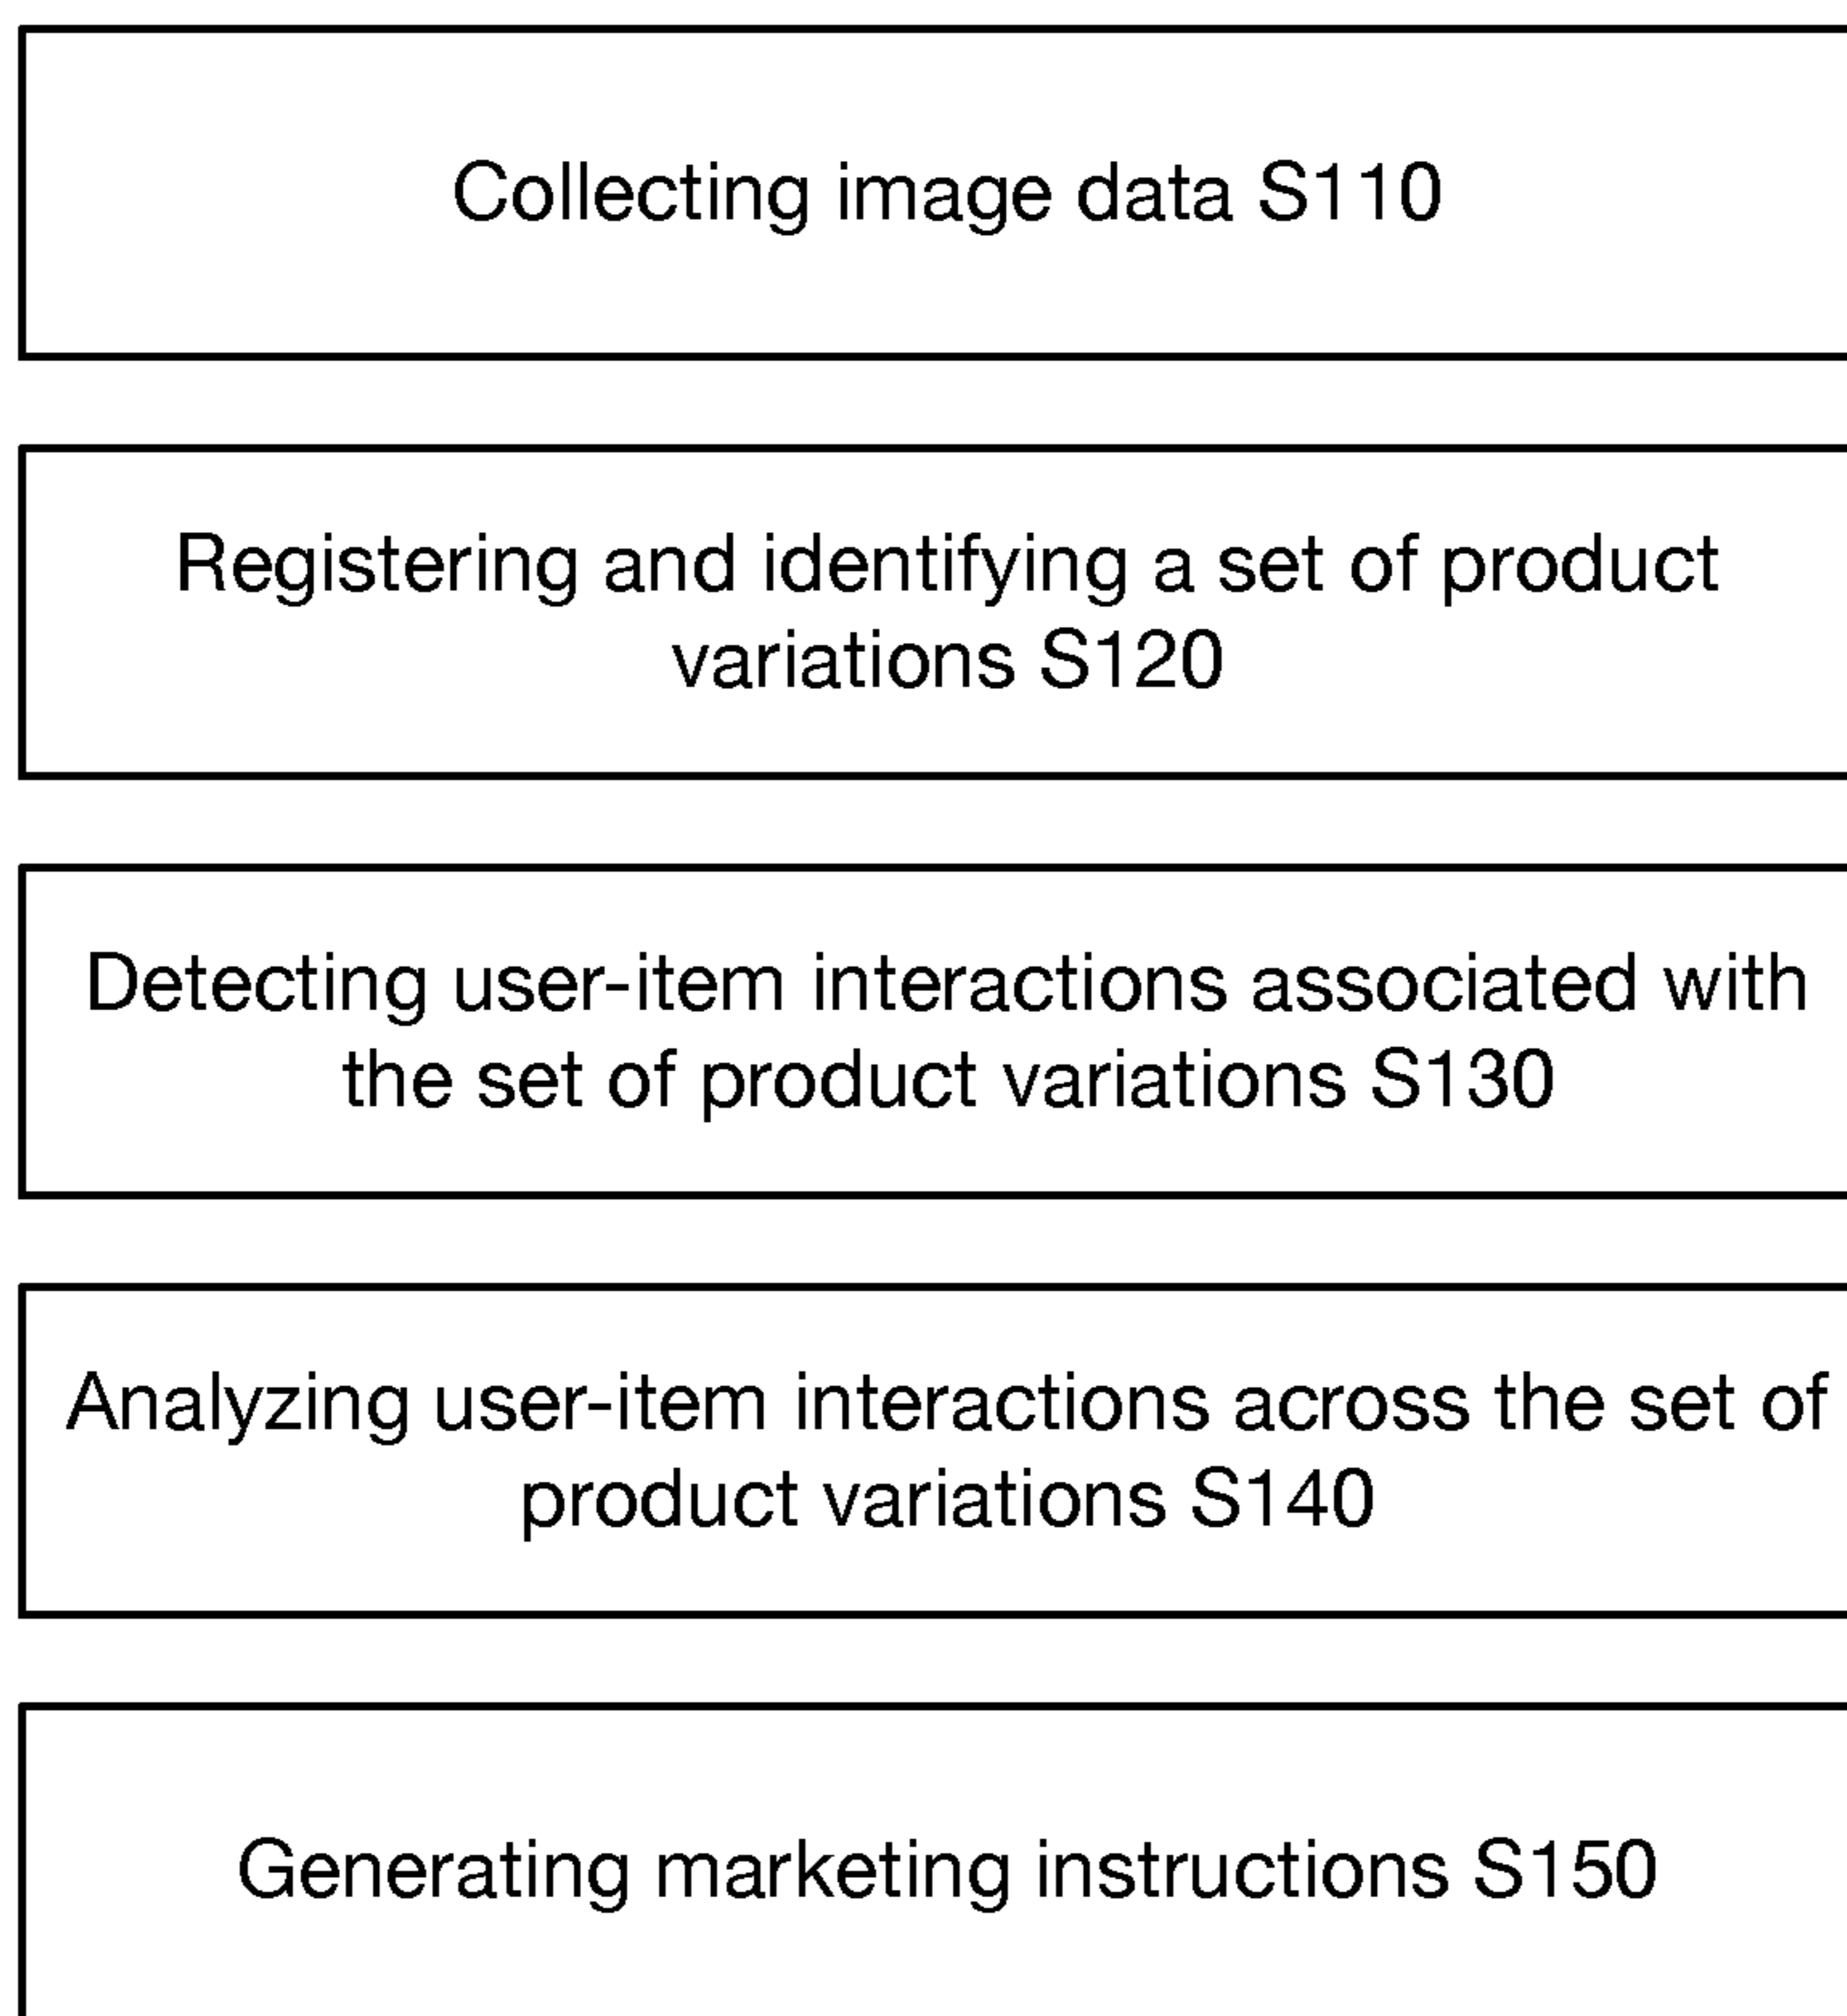 Collecting image data S110
Registering and identifying a set of product
variations S120
Detecting user-item interactions associated with
the set of product variations S130
Analyzing user-item interactions across the set of
product variations S140
Generating marketing instructions S150